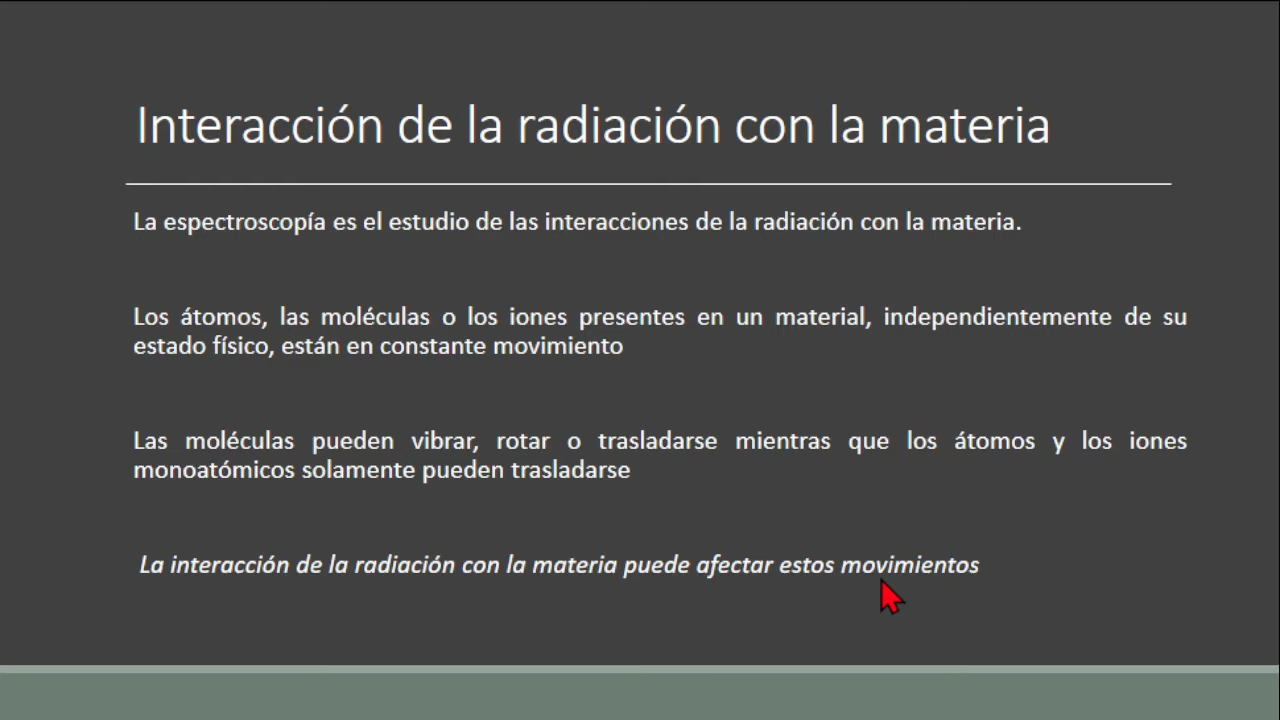 Interacción de la radiación con la materia
La espectroscopía es el estudio de las interacciones de la radiación con la materia.
Los átomos, las moléculas o los iones presentes en un material, independientemente de su
estado físico, están en constante movimiento
Las moléculas pueden vibrar, rotar o trasladarse mientras que los átomos y los iones
monoatómicos solamente pueden trasladarse
La interacción de la radiación con la materia puede afectar estos movimientos